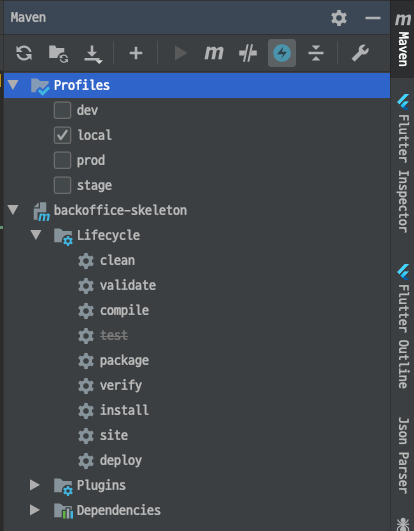 Maven
Profiles
dev
local
prod
stage
backoffice-skeleton
Lifecycle
clean
validate
compile
test
package
verify
install
site
deploy
Plugins
Dependencies
Maven
Flutter Inspector
Flutter Outline
Json Parser